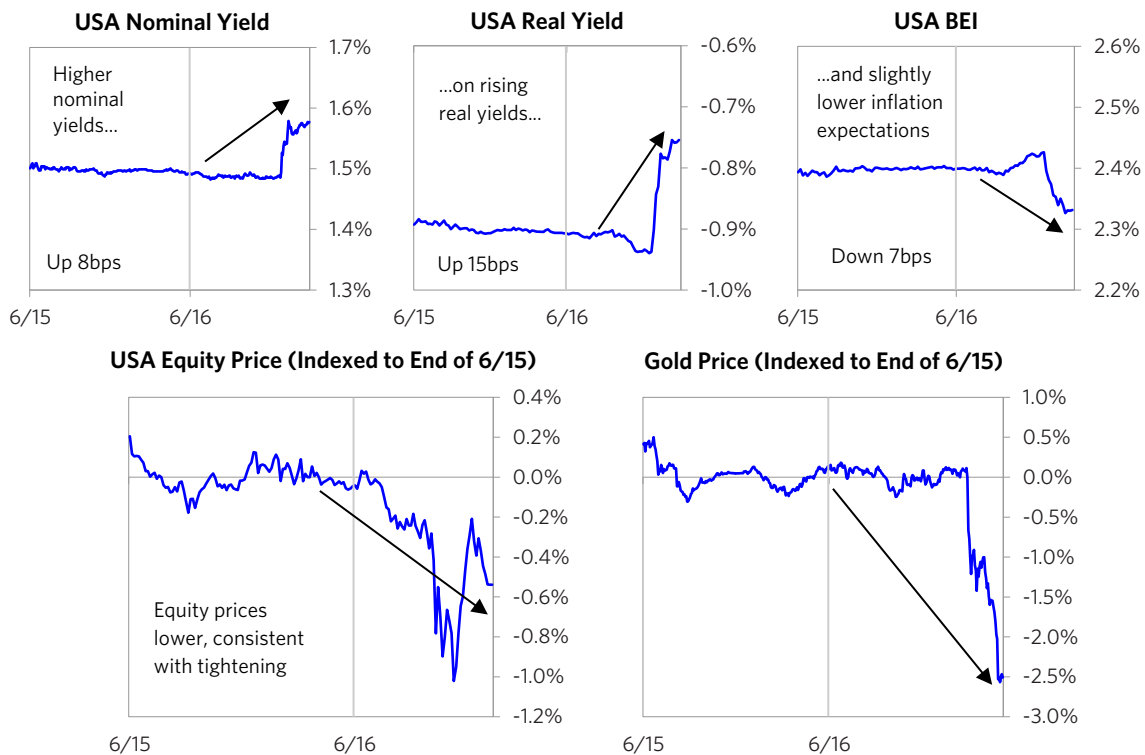 USA Nominal Yield
Higher
nominal
yields...
Up 8bps
1.7%
1.6%
1.5%
1.4%
1.3%
6/15
6/16
USA Real Yield
...on rising
real yields...
Up 15bps
-0.6%
-0.7%
-0.8%
-0.9%
-1.0%
6/15
6/16
USA BEI
...and slightly
lower inflation
expectations
Down 7bps
2.6%
2.5%
2.4%
2.3%
2.2%
6/15
6/16
USA Equity Price (Indexed to End of 6/15)
Equity prices
lower, consistent
with tightening
0.4%
0.2%
0.0%
-0.2%
-0.4%
-0.6%
-0.8%
-1.0%
-1.2%
6/15
6/16
Gold Price (Indexed to End of 6/15)
1.0%
0.5%
0.0%
-0.5%
-1.0%
-1.5%
-2.0%
-2.5%
-3.0%
6/15
6/16